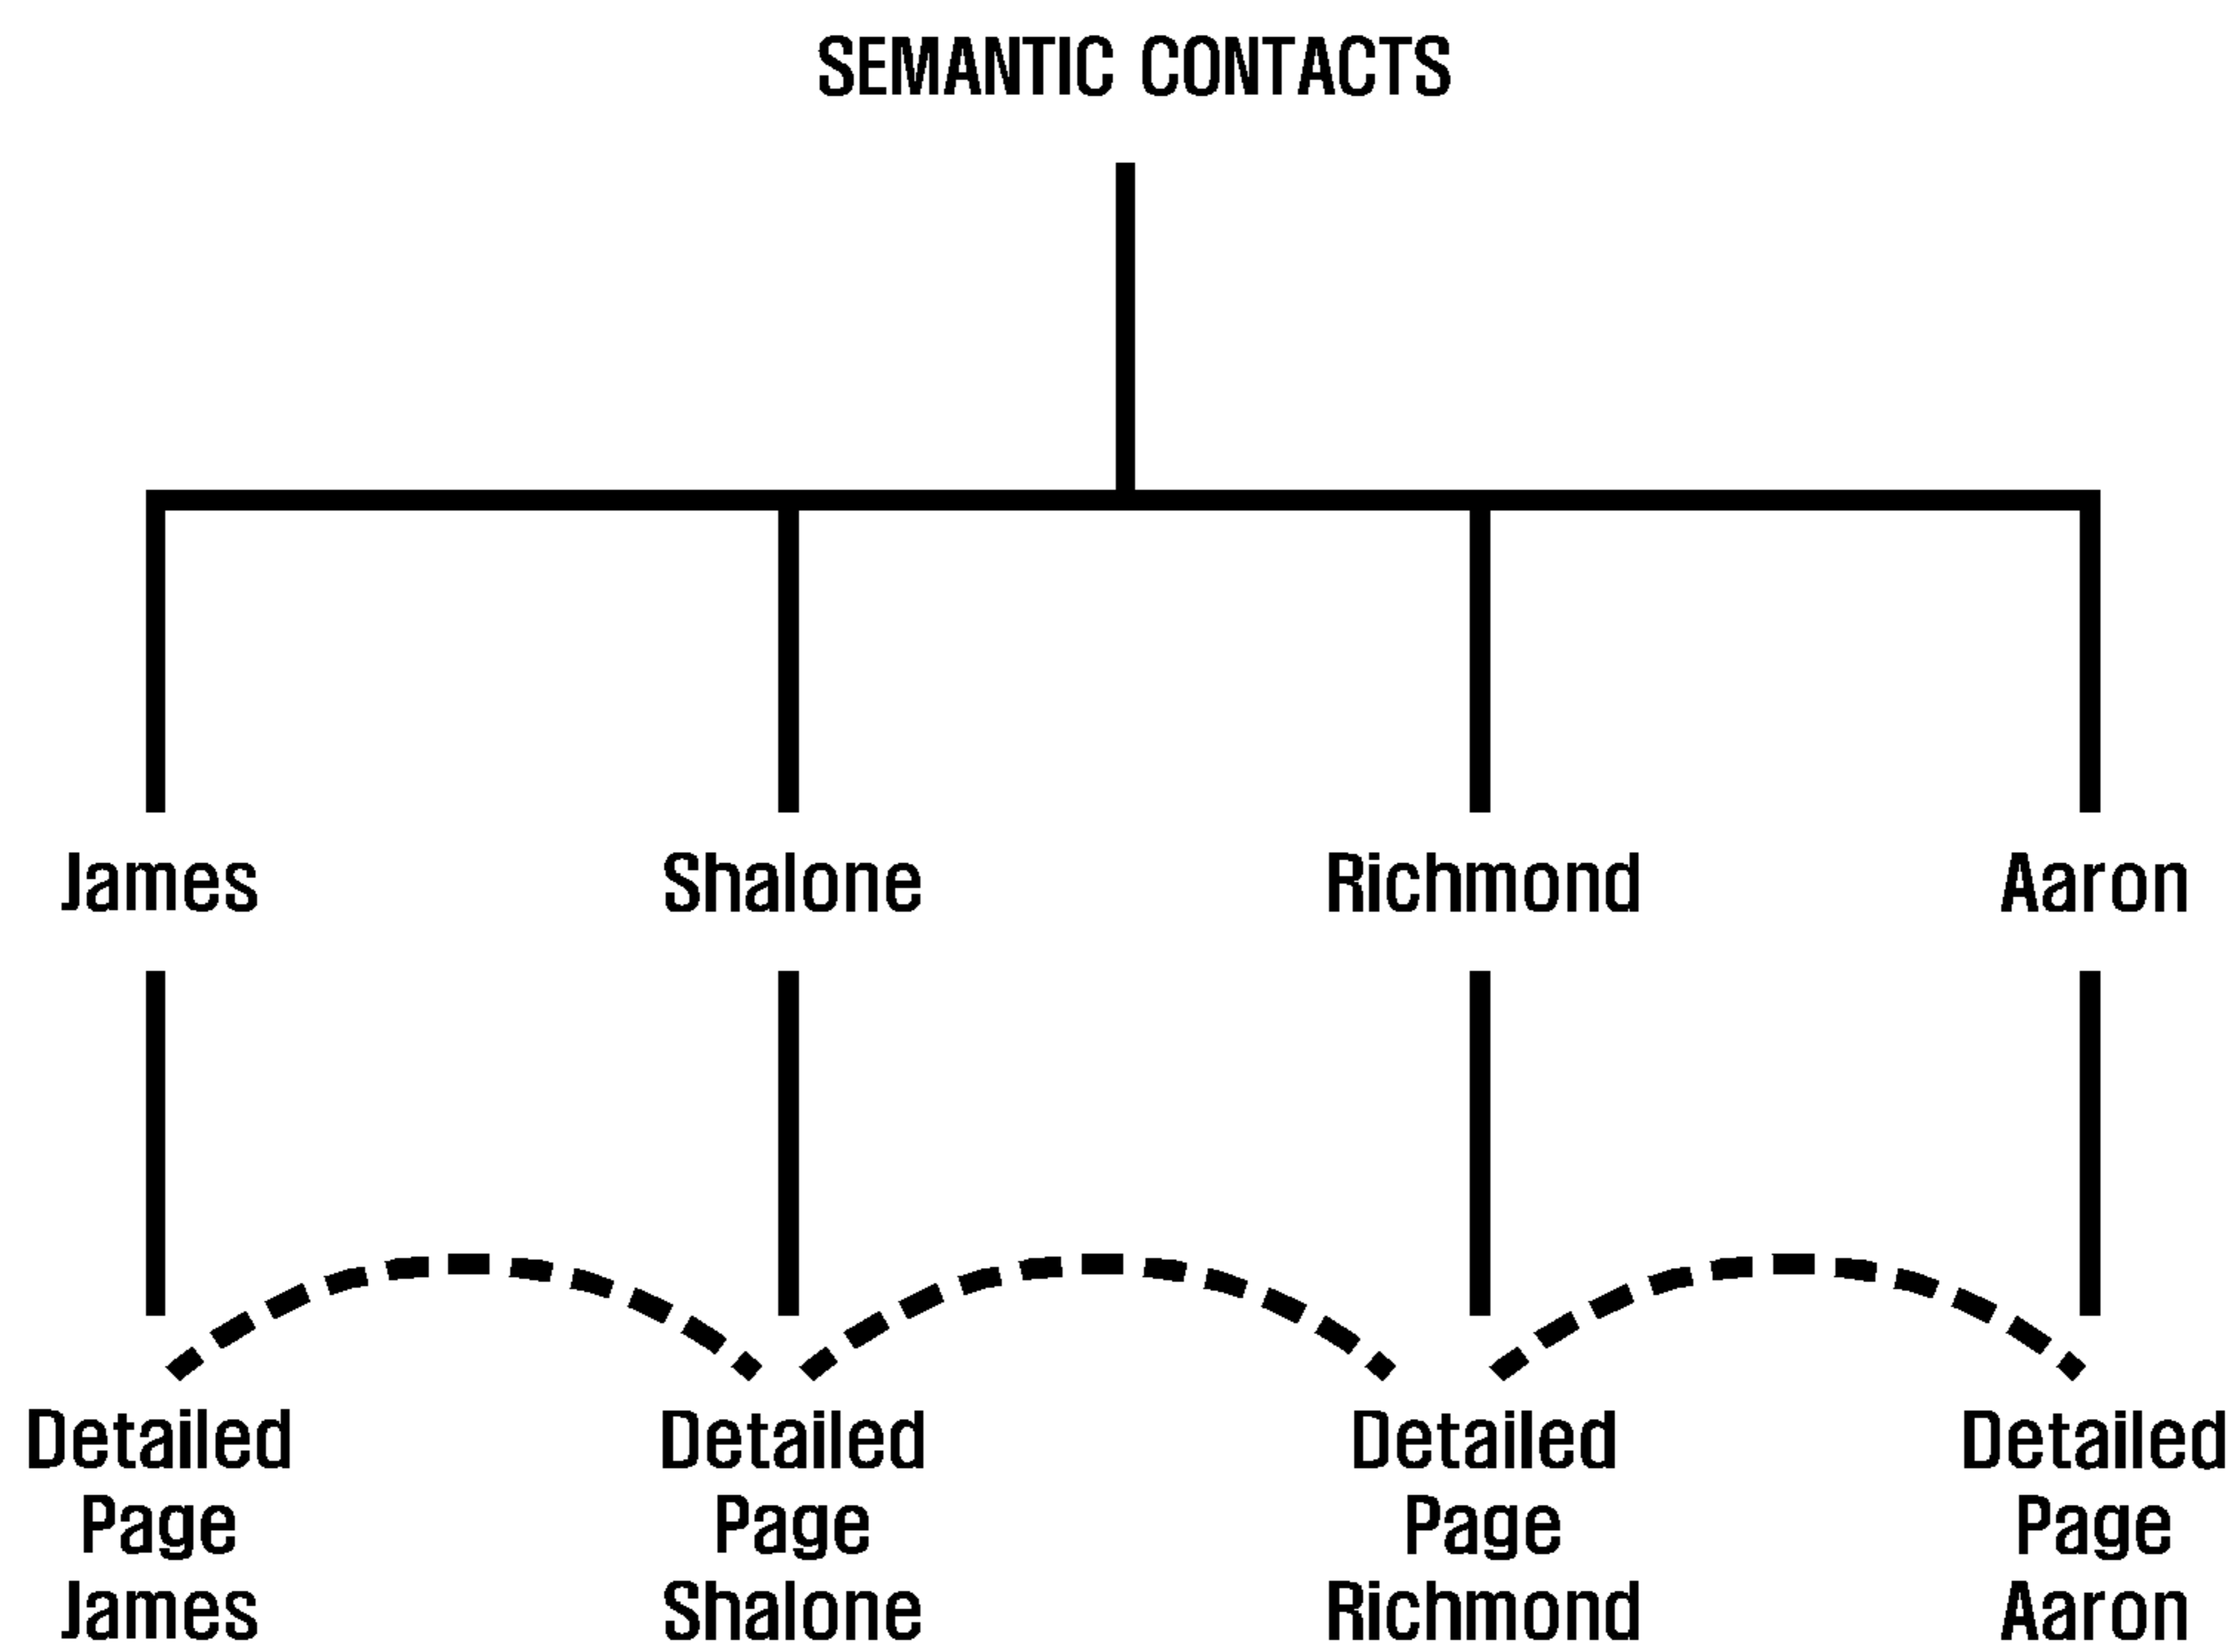 SEMANTIC CONTACTS
James
Shalone
Richmond
Aaron
Detailed
Page
James
Detailed
Page
Shalone
Detailed
Page
Richmond
Detailed
Page
Aaron